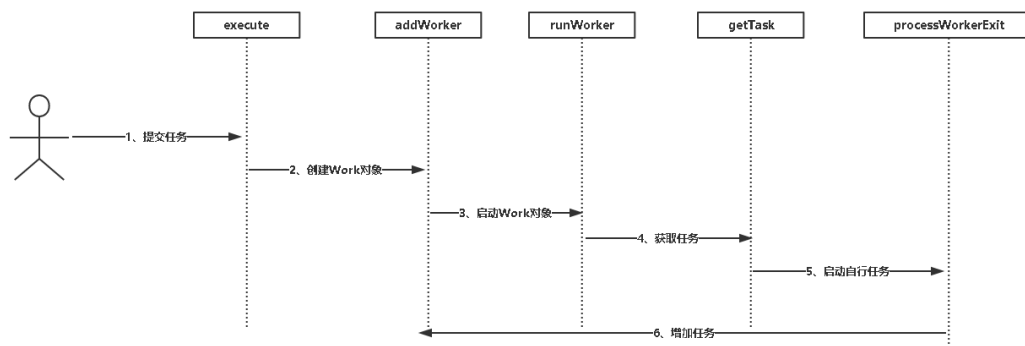 execute
addWorker
runWorker
getTask
processWorkerExit
1、提交任务
2、创建Work对象
3、启动Work对象
4、获取任务
5、启动自行任务
6、增加任务